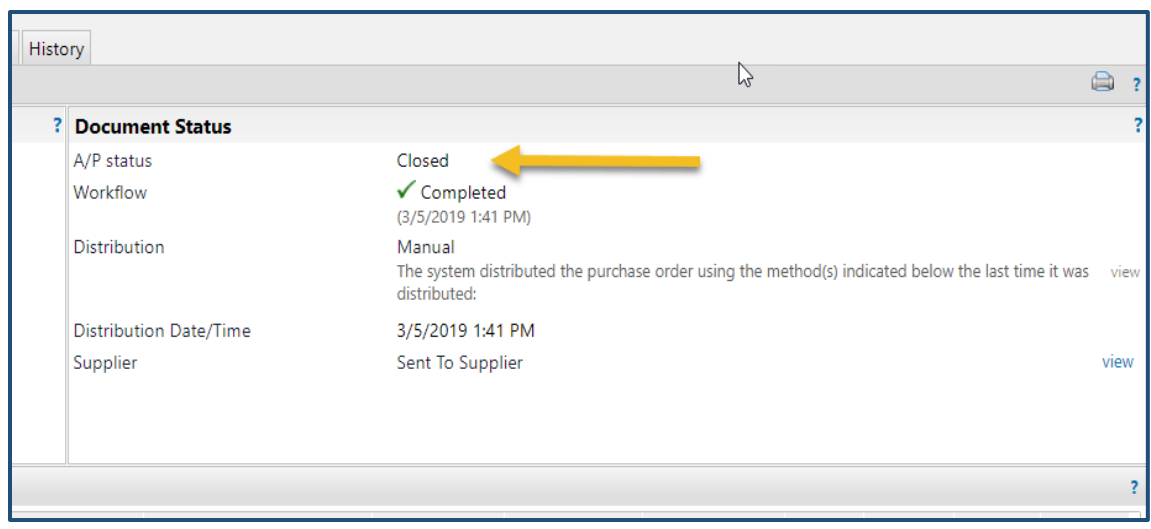 History
?
? Document Status ?
A/P status Closed
Workflow Completed
(3/5/2019 1:41 PM)
Distribution Manual
The system distributed the purchase order using the method(s) indicated below the last time it was view
distributed:
Distribution Date/Time 3/5/2019 1:41 PM
Supplier Sent To Supplier view
?